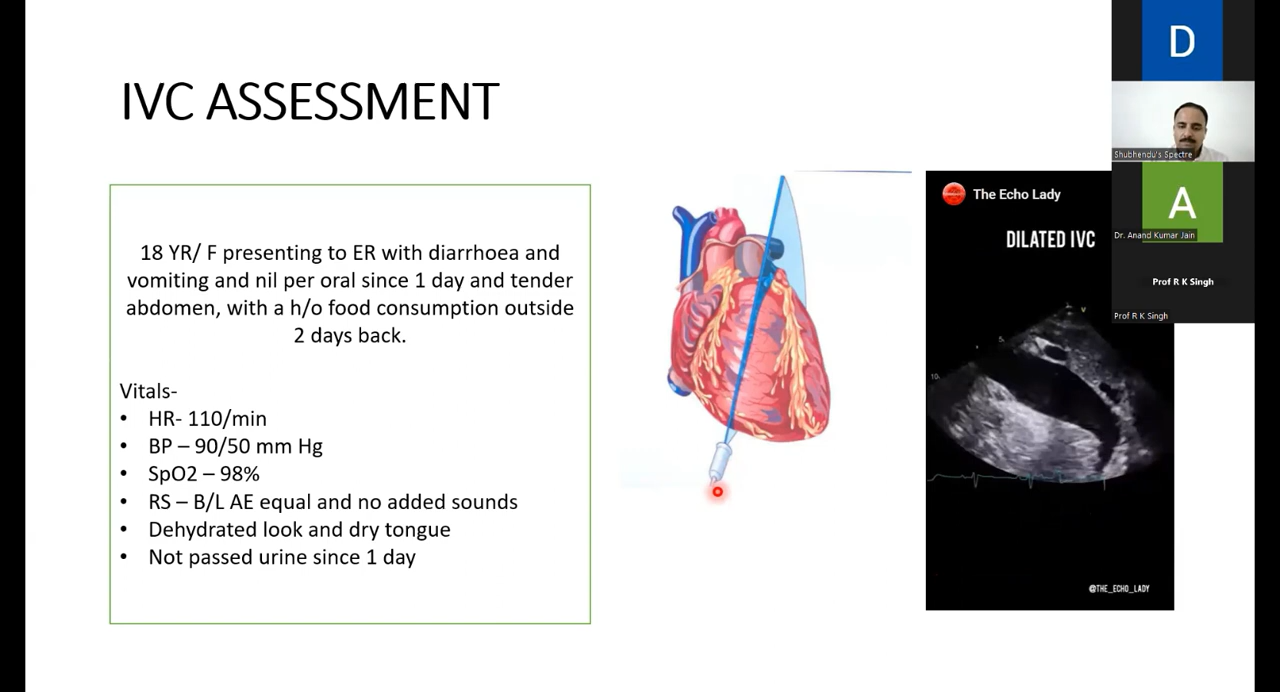 IVC ASSESSMENT
18 YR/ F presenting to ER with diarrhoea and
vomiting and nil per oral since 1 day and tender
abdomen, with a h/o food consumption outside
2 days back.
Vitals-
• HR- 110/min
• BP – 90/50 mm Hg
• SpO2 – 98%
• RS – B/L AE equal and no added sounds
• Dehydrated look and dry tongue
• Not passed urine since 1 day
The Echo Lady
DILATED IVC
V
5
10
@THE_ECHO_LADY
D
Shubhendu's Spectre
A
Dr. Anand Kumar Jain
Prof R K Singh
Prof R K Singh